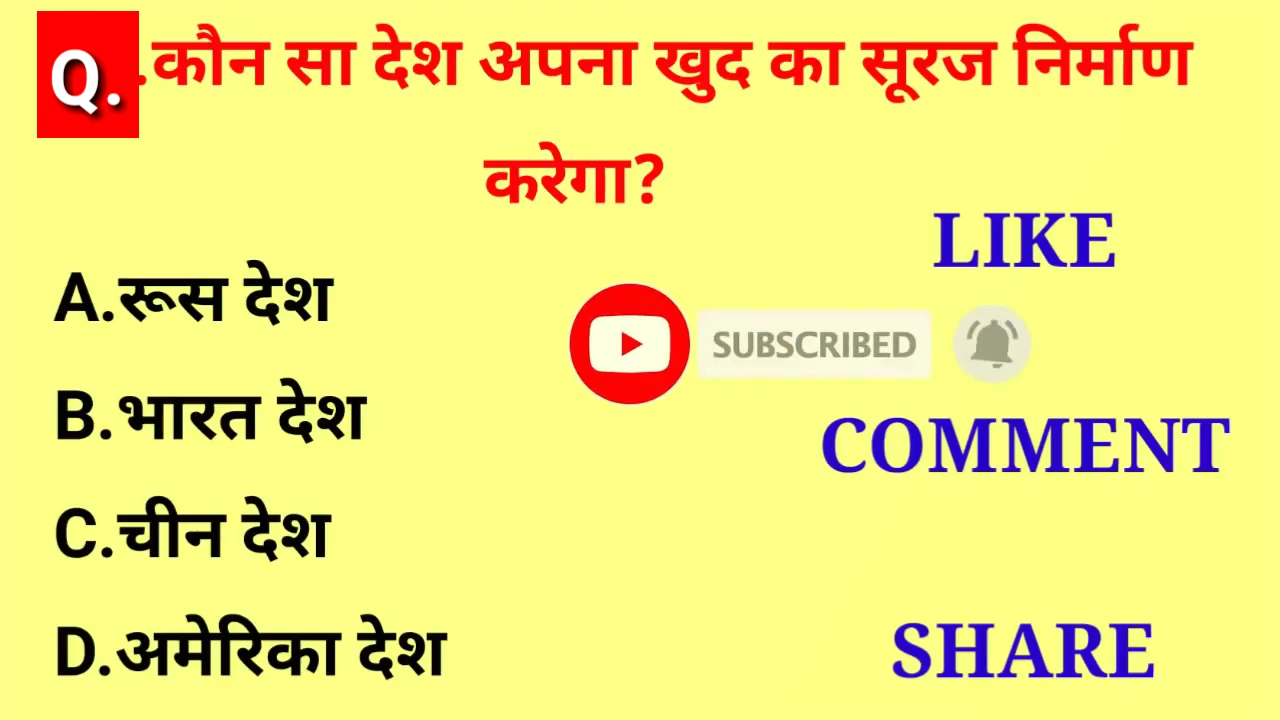 Q. .कौन सा देश अपना खुद का सूरज निर्माण
करेगा?
LIKE
A.रूस देश
SUBSCRIBED
B.भारत देश
COMMENT
C.चीन देश
D.अमेरिका देश
SHARE